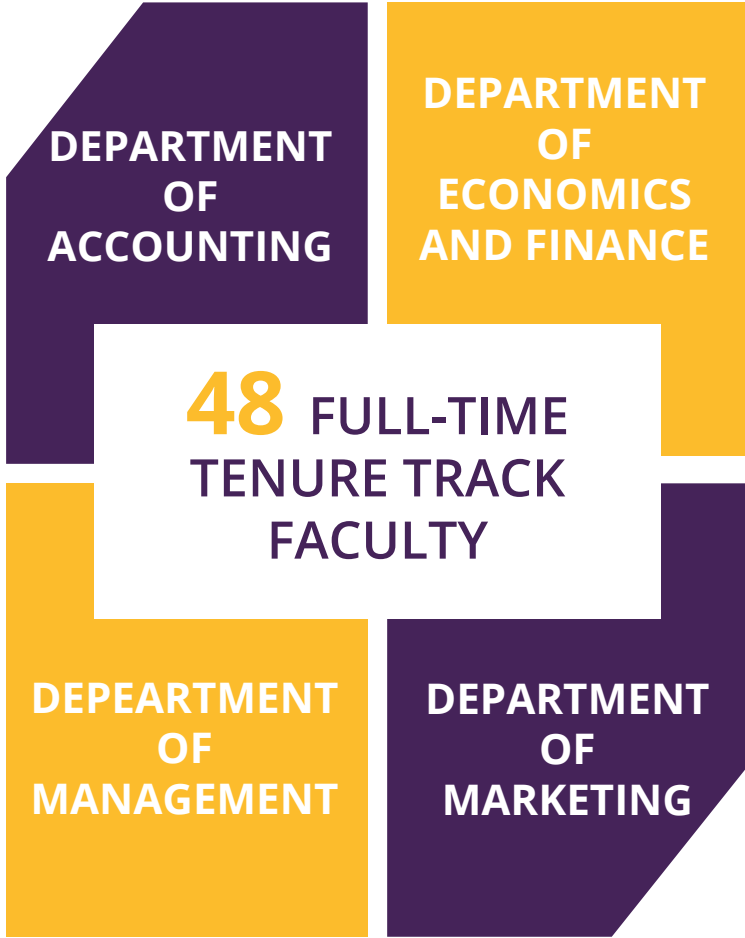 DEPARTMENT
OF
ACCOUNTING
DEPARTMENT
OF
ECONOMICS
AND FINANCE
48 FULL-TIME
TENURE TRACK
FACULTY
DEPEARTMENT
OF
MANAGEMENT
DEPARTMENT
OF
MARKETING